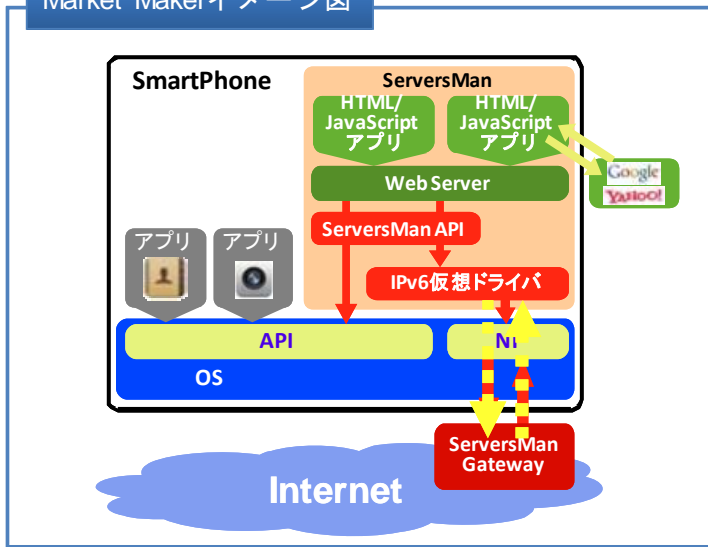 Market Makerイメージ図
SmartPhone
ServersMan
HTML/
JavaScript
アプリ
HTML/
JavaScript
アプリ
Google
YAHOO!
Web Server
ServersMan API
アプリ
アプリ
IPv6仮想ドライバ
API
OS
ServersMan
Gateway
Internet